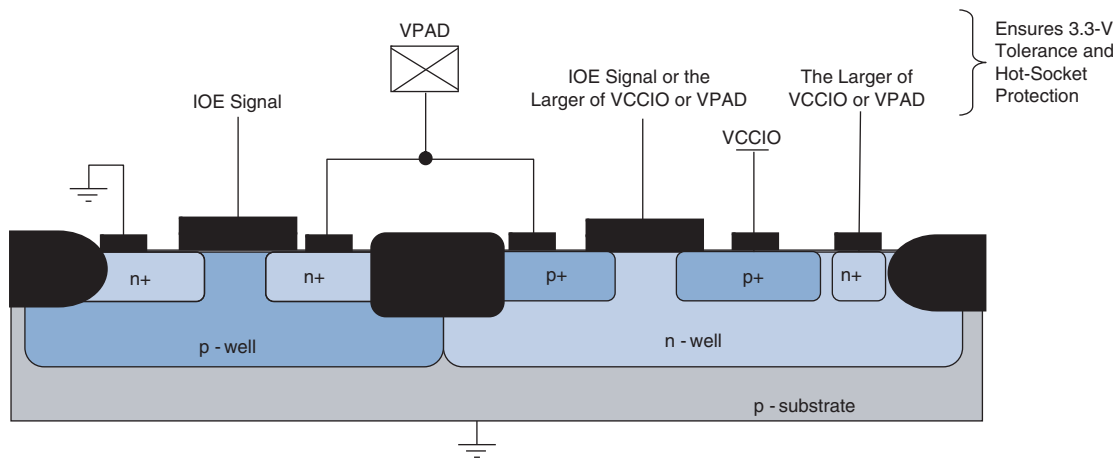 VPAD
IOE Signal
IOE Signal or the
Larger of VCCIO or VPAD
The Larger of
VCCIO or VPAD
Ensures 3.3-V
Tolerance and
Hot-Socket
Protection
VCCIO
n+
n+
p+
p+
n+
p - well
n - well
p - substrate